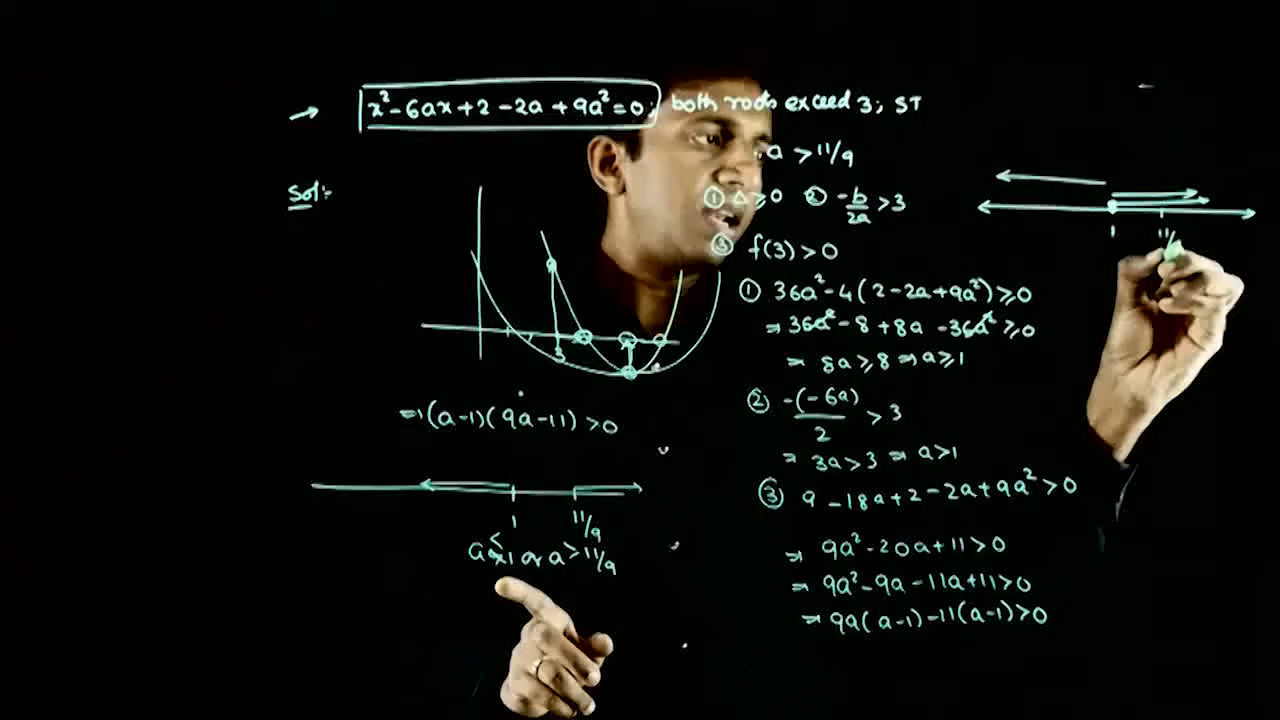 → x² - 6ax + 2 - 2a + 9a² = 0; both roots exceed 3; ST
a > 11/9
Sol:-
① Δ ≥ 0 ② -b/2a > 3
③ f(3) > 0
① 36a² - 4(2 - 2a + 9a²) ≥ 0
⇒ 36a² - 8 + 8a - 36a² ≥ 0
⇒ 8a ≥ 8 ⇒ a ≥ 1
② -(-6a)/2 > 3
⇒ 3a > 3 ⇒ a > 1
③ 9 - 18a + 2 - 2a + 9a² > 0
⇒ 9a² - 20a + 11 > 0
⇒ 9a² - 9a - 11a + 11 > 0
⇒ 9a(a-1) - 11(a-1) > 0
3
⇒ (a-1)(9a-11) > 0
1 11/9
a < 1 or a > 11/9
1 11/